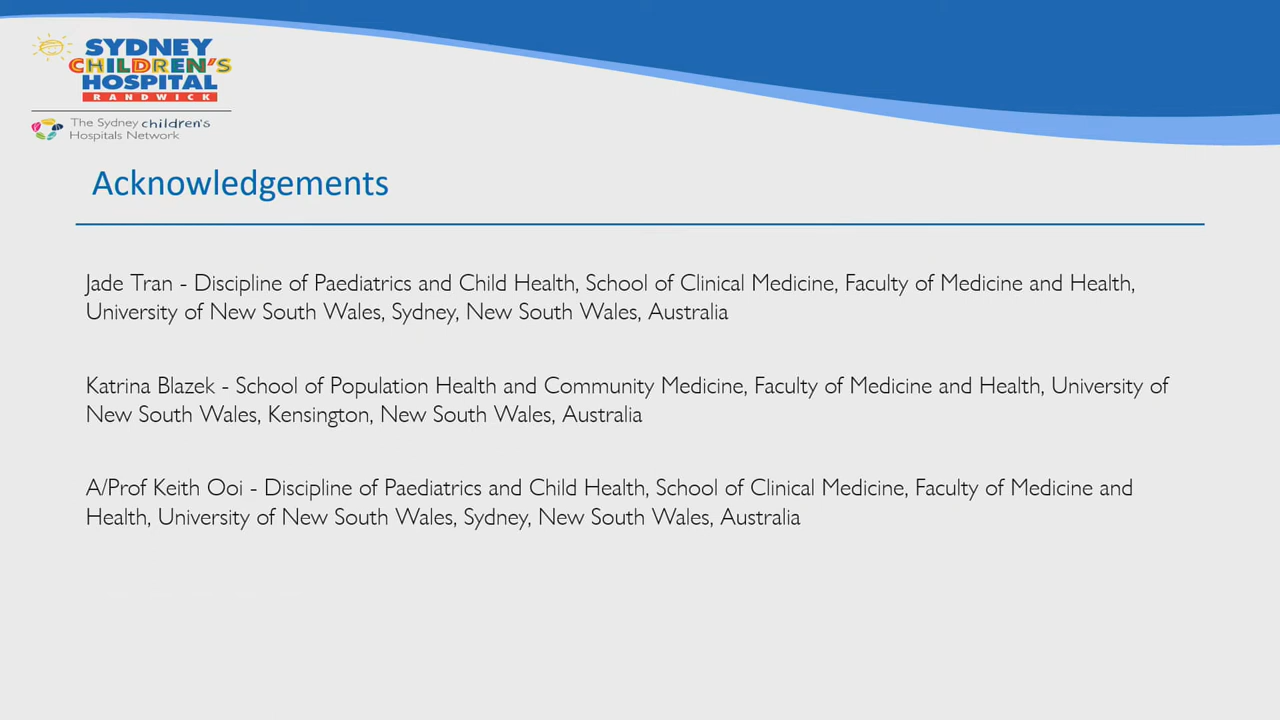 SYDNEY
CHILDREN'S
HOSPITAL
RANDWICK
The Sydney children's
Hospitals Network
Acknowledgements
Jade Tran - Discipline of Paediatrics and Child Health, School of Clinical Medicine, Faculty of Medicine and Health,
University of New South Wales, Sydney, New South Wales, Australia
Katrina Blazek - School of Population Health and Community Medicine, Faculty of Medicine and Health, University of
New South Wales, Kensington, New South Wales, Australia
A/Prof Keith Ooi - Discipline of Paediatrics and Child Health, School of Clinical Medicine, Faculty of Medicine and
Health, University of New South Wales, Sydney, New South Wales, Australia